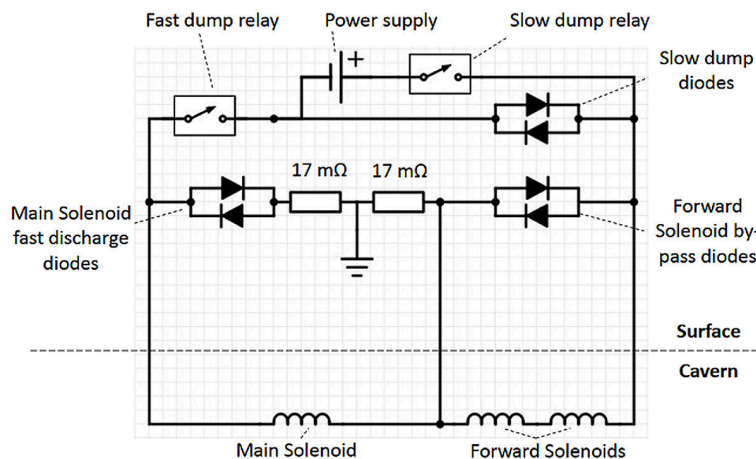 Fast dump relay
Power supply
Slow dump relay
+
Slow dump
diodes
17 mΩ
17 mΩ
Main Solenoid
fast discharge
diodes
Forward
Solenoid by-
pass diodes
Surface
Cavern
Main Solenoid
Forward Solenoids